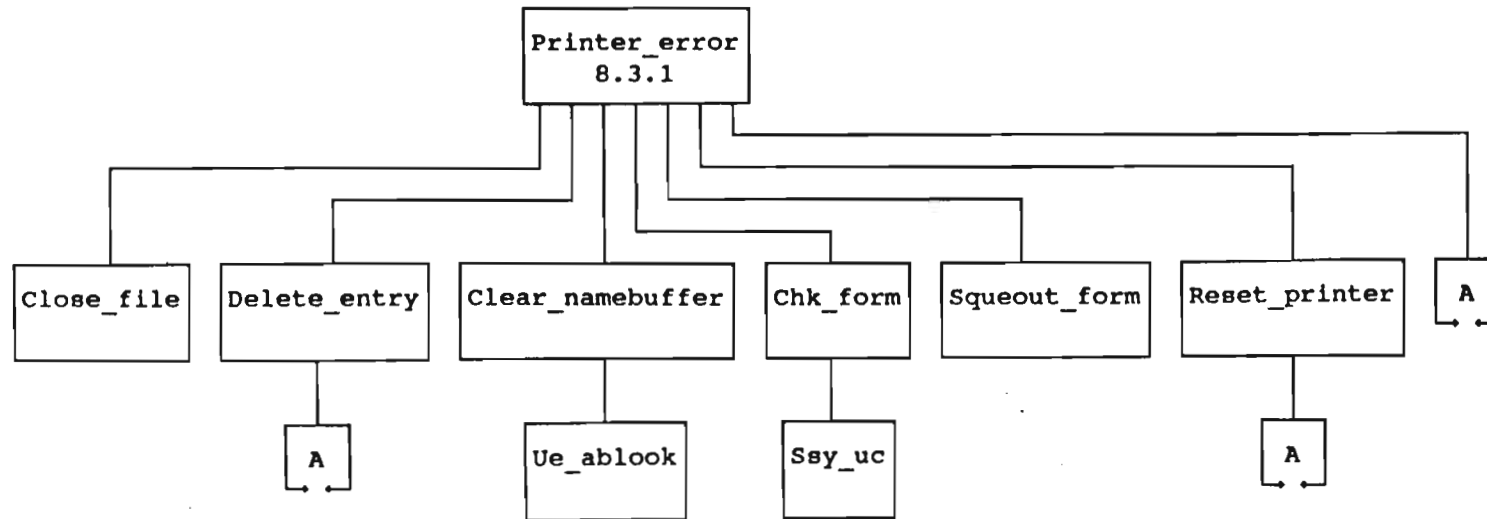 Printer_error
8.3.1
Close_file
Delete_entry
Clear_namebuffer
Chk_form
Squeout_form
Reset_printer
A
A
Ue_ablook
Ssy_uc
A